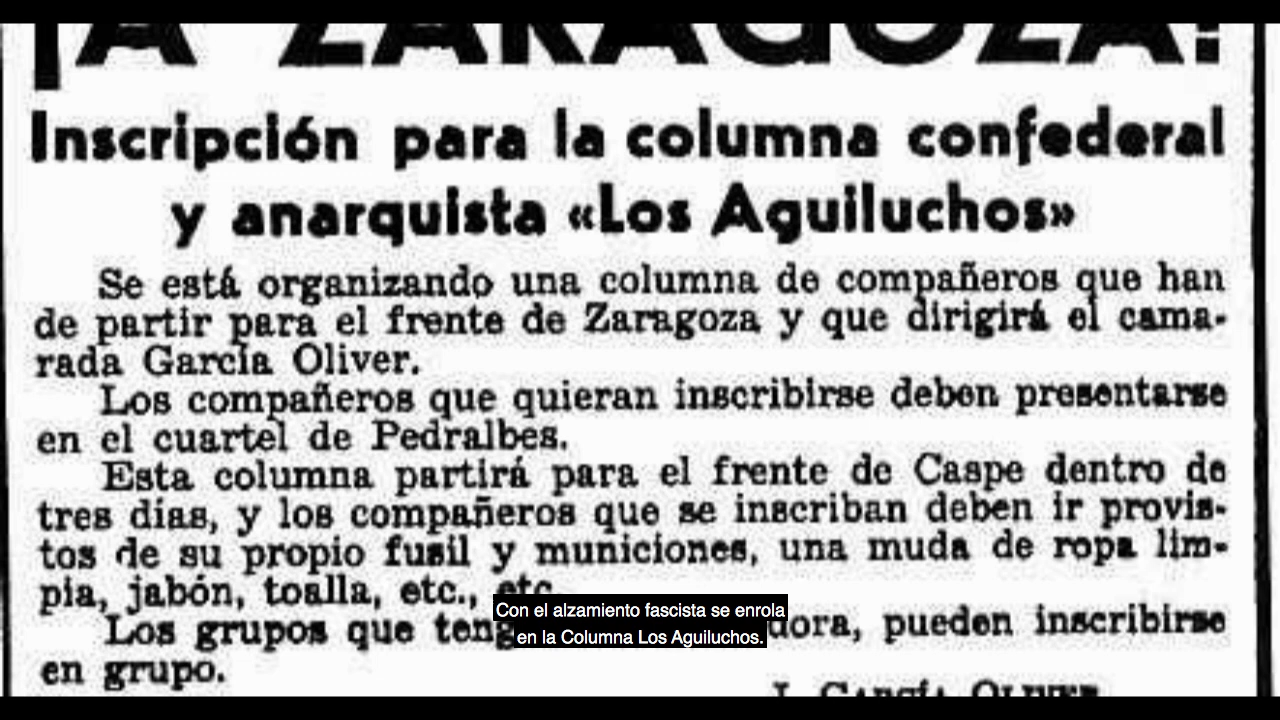 ¡A ZARAGOZA!
Inscripción para la columna confederal
y anarquista «Los Aguiluchos»
Se está organizando una columna de compañeros que han
de partir para el frente de Zaragoza y que dirigirá el cama-
rada García Oliver.
Los compañeros que quieran inscribirse deben presentarse
en el cuartel de Pedralbes.
Esta columna partirá para el frente de Caspe dentro de
tres días, y los compañeros que se inscriban deben ir provis-
tos de su propio fusil y municiones, una muda de ropa lim-
pia, jabón, toalla, etc., etc.
Los grupos que pueden inscribirse
en grupo.
J. GARCÍA OLIVER
Con el alzamiento fascista se enrola
en la Columna Los Aguiluchos.